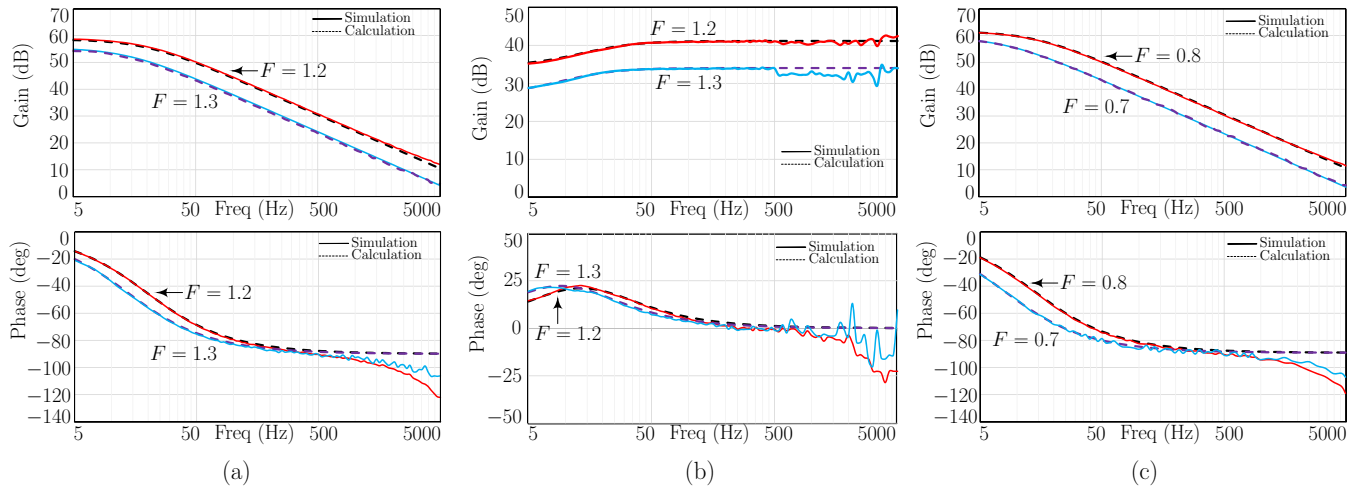 Gain (dB)
70
60
50
40
30
20
10
0
Simulation
Calculation
F = 1.2
F = 1.3
5
50
Freq (Hz)
500
5000
Phase (deg)
0
−20
−40
−60
−80
−100
−120
−140
Simulation
Calculation
F = 1.2
F = 1.3
5
50
Freq (Hz)
500
5000
(a)
Gain (dB)
50
40
30
20
10
0
F = 1.2
F = 1.3
Simulation
Calculation
5
50
Freq (Hz)
500
5000
Phase (deg)
50
25
0
−25
−50
Simulation
Calculation
F = 1.3
F = 1.2
5
50
Freq (Hz)
500
5000
(b)
Gain (dB)
70
60
50
40
30
20
10
0
Simulation
Calculation
F = 0.8
F = 0.7
5
50
Freq (Hz)
500
5000
Phase (deg)
0
−20
−40
−60
−80
−100
−120
−140
Simulation
Calculation
F = 0.8
F = 0.7
5
50
Freq (Hz)
500
5000
(c)